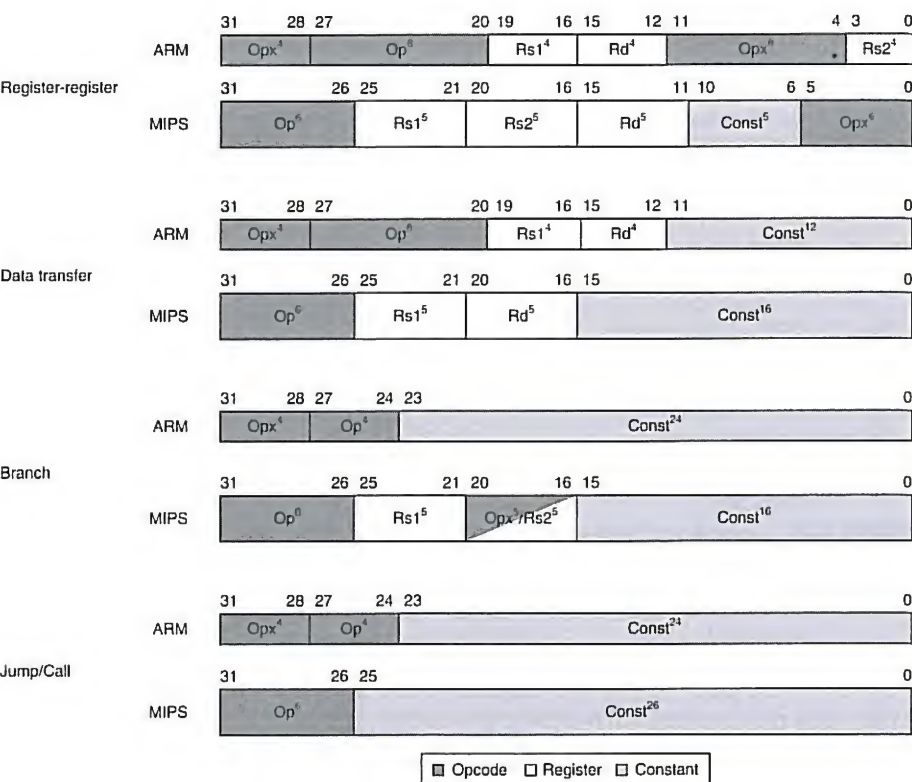 31 28 27 20 19 16 15 12 11 4 3 0
ARM Opx⁴ Op⁸ Rs1⁴ Rd⁴ Opx⁸ Rs2⁴
Register-register
31 26 25 21 20 16 15 11 10 6 5 0
MIPS Op⁶ Rs1⁵ Rs2⁵ Rd⁵ Const⁵ Opx⁶
31 28 27 20 19 16 15 12 11 0
ARM Opx⁴ Op⁸ Rs1⁴ Rd⁴ Const¹²
Data transfer
31 26 25 21 20 16 15 0
MIPS Op⁶ Rs1⁵ Rd⁵ Const¹⁶
31 28 27 24 23 0
ARM Opx⁴ Op⁴ Const²⁴
Branch
31 26 25 21 20 16 15 0
MIPS Op⁶ Rs1⁵ Opx⁵/Rs2⁵ Const¹⁶
31 28 27 24 23 0
ARM Opx⁴ Op⁴ Const²⁴
Jump/Call
31 26 25 0
MIPS Op⁶ Const²⁶
Opcode Register Constant